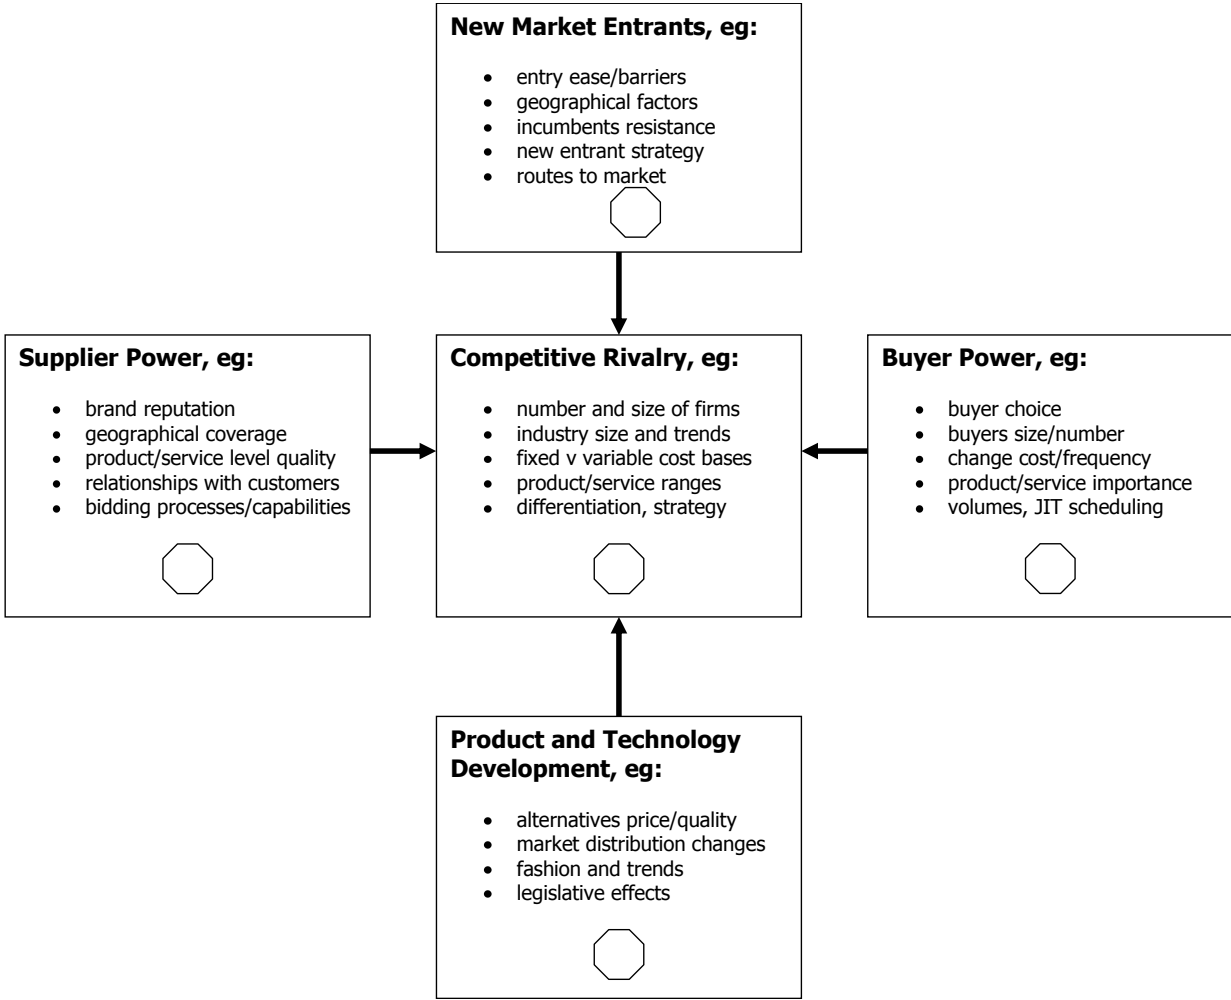 New Market Entrants, eg:
• entry ease/barriers
• geographical factors
• incumbents resistance
• new entrant strategy
• routes to market
Supplier Power, eg:
• brand reputation
• geographical coverage
• product/service level quality
• relationships with customers
• bidding processes/capabilities
Competitive Rivalry, eg:
• number and size of firms
• industry size and trends
• fixed v variable cost bases
• product/service ranges
• differentiation, strategy
Buyer Power, eg:
• buyer choice
• buyers size/number
• change cost/frequency
• product/service importance
• volumes, JIT scheduling
Product and Technology
Development, eg:
• alternatives price/quality
• market distribution changes
• fashion and trends
• legislative effects